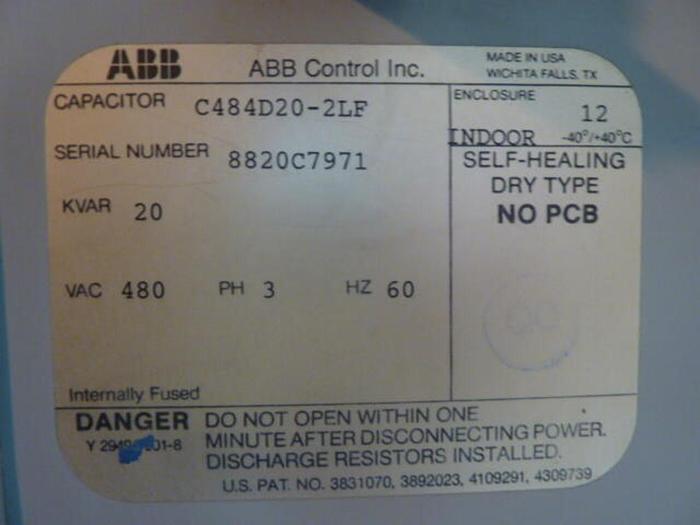 ABB ABB Control Inc. MADE IN USA
WICHITA FALLS, TX
CAPACITOR C484D20-2LF
ENCLOSURE 12
INDOOR -40°/+40°C
SERIAL NUMBER 8820C7971
SELF-HEALING
DRY TYPE
NO PCB
KVAR 20
VAC 480 PH 3 HZ 60
Internally Fused
DANGER DO NOT OPEN WITHIN ONE
MINUTE AFTER DISCONNECTING POWER.
DISCHARGE RESISTORS INSTALLED.
U.S. PAT. NO. 3831070, 3892023, 4109291, 4309739